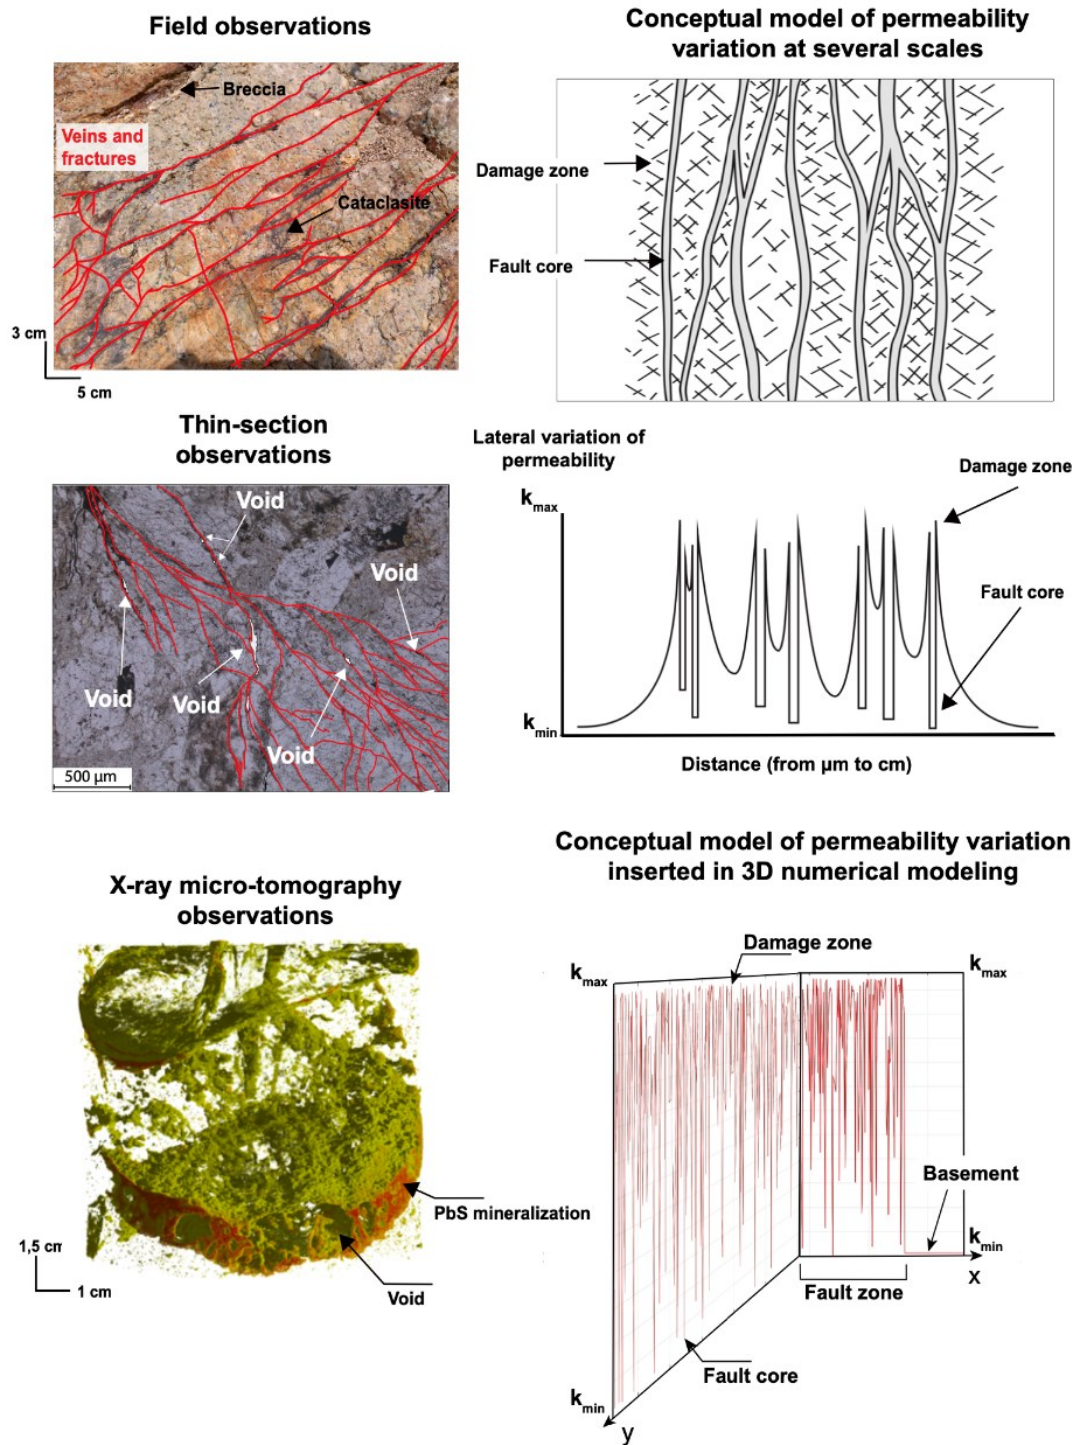 Field observations
Breccia
Veins and
fractures
Cataclasite
3 cm
5 cm
Conceptual model of permeability
variation at several scales
Damage zone
Fault core
Thin-section
observations
Void
Void
Void
Void
Void
500 µm
Lateral variation of
permeability
kmax
Damage zone
Fault core
kmin
Distance (from µm to cm)
X-ray micro-tomography
observations
PbS mineralization
Void
1,5 cm
1 cm
Conceptual model of permeability variation
inserted in 3D numerical modeling
Damage zone
kmax
kmax
Basement
kmin
x
Fault zone
Fault core
kmin
y